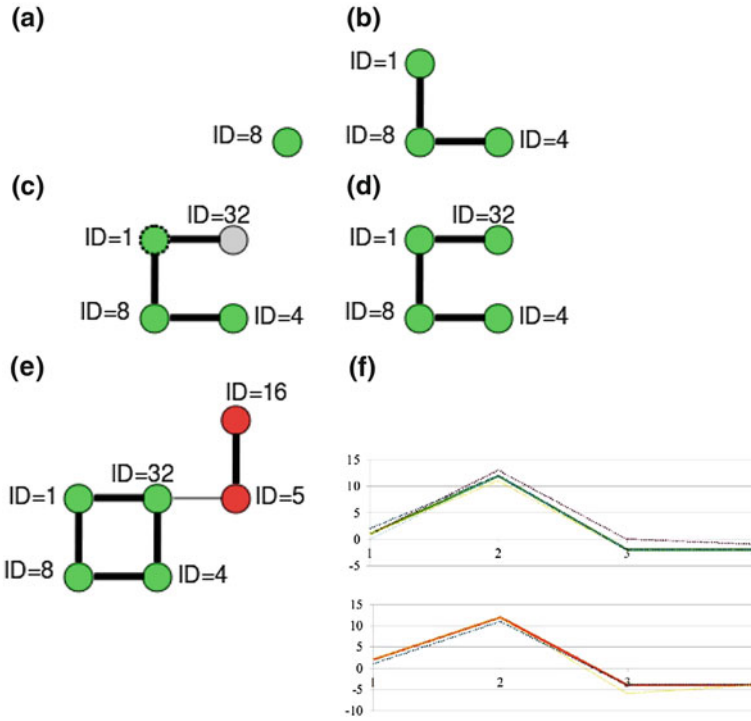 (a)
ID=8
(b)
ID=1
ID=8
ID=4
(c)
ID=32
ID=1
ID=8
ID=4
(d)
ID=32
ID=1
ID=8
ID=4
(e)
ID=16
ID=32
ID=1
ID=5
ID=8
ID=4
(f)
15
10
5
0
-5
1
2
3
15
10
5
0
-5
-10
1
2
3